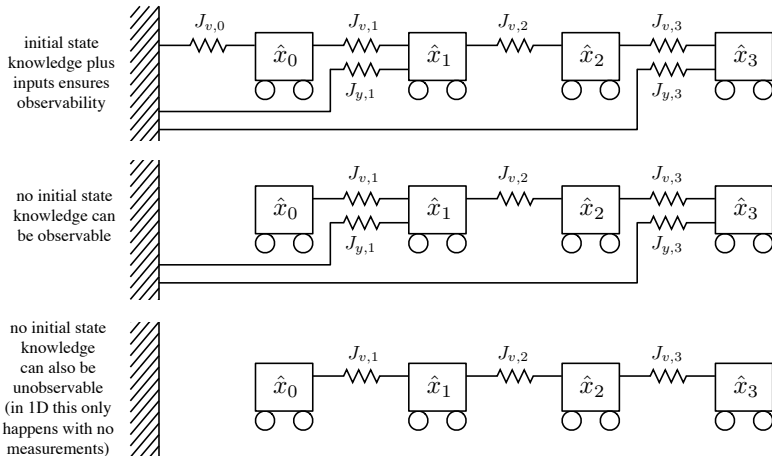 initial state
knowledge plus
inputs ensures
observability
J_{v,0}
J_{v,1}
J_{v,2}
J_{v,3}
x̂_0
x̂_1
x̂_2
x̂_3
J_{y,1}
J_{y,3}
no initial state
knowledge can
be observable
J_{v,1}
J_{v,2}
J_{v,3}
x̂_0
x̂_1
x̂_2
x̂_3
J_{y,1}
J_{y,3}
no initial state
knowledge
can also be
unobservable
(in 1D this only
happens with no
measurements)
J_{v,1}
J_{v,2}
J_{v,3}
x̂_0
x̂_1
x̂_2
x̂_3